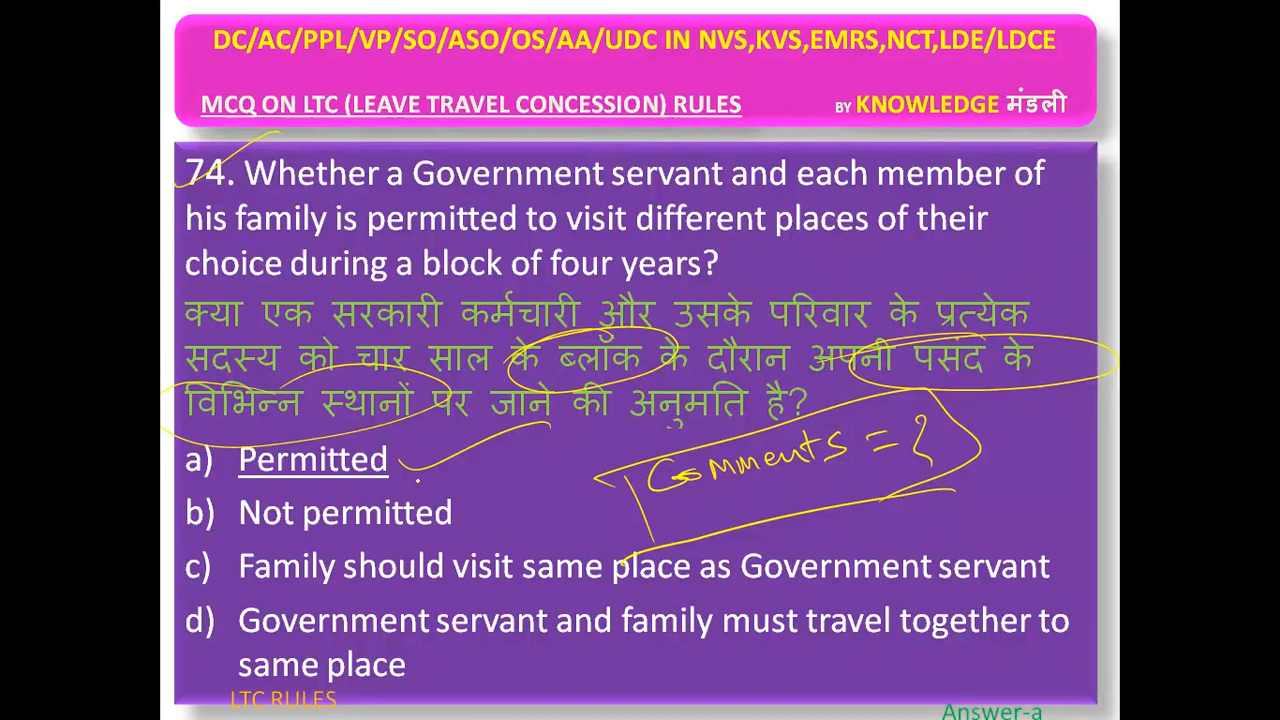 DC/AC/PPL/VP/SO/ASO/OS/AA/UDC IN NVS,KVS,EMRS,NCT,LDE/LDCE
MCQ ON LTC (LEAVE TRAVEL CONCESSION) RULES BY KNOWLEDGE मंडली
74. Whether a Government servant and each member of
his family is permitted to visit different places of their
choice during a block of four years?
क्या एक सरकारी कर्मचारी और उसके परिवार के प्रत्येक
सदस्य को चार साल के ब्लॉक के दौरान अपनी पसंद के
विभिन्न स्थानों पर जाने की अनुमति है?
a) Permitted
Comments = {
b) Not permitted
c) Family should visit same place as Government servant
d) Government servant and family must travel together to
same place
LTC RULES
Answer-a